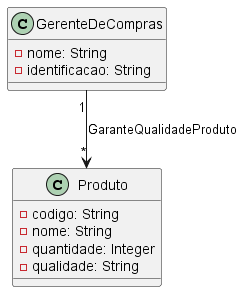 C GerenteDeCompras
nome: String
identificacao: String
1
GaranteQualidadeProduto
*
C Produto
codigo: String
nome: String
quantidade: Integer
qualidade: String